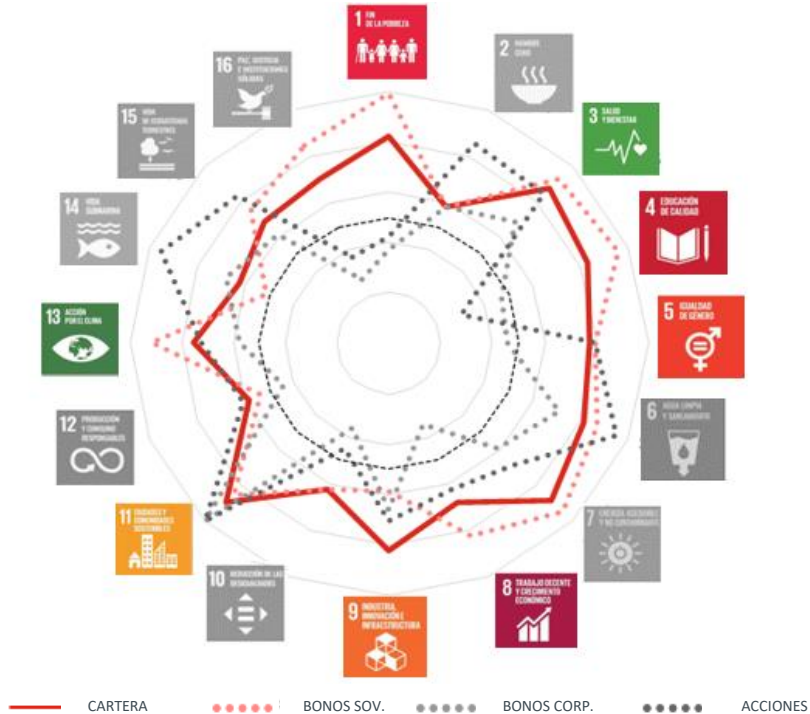 1 FIN
DE LA POBREZA
2 HAMBRE
CERO
3 SALUD
Y BIENESTAR
4 EDUCACIÓN
DE CALIDAD
5 IGUALDAD
DE GÉNERO
6 AGUA LIMPIA
Y SANEAMIENTO
7 ENERGÍA ASEQUIBLE
Y NO CONTAMINANTE
8 TRABAJO DECENTE
Y CRECIMIENTO
ECONÓMICO
9 INDUSTRIA,
INNOVACIÓN E
INFRAESTRUCTURA
10 REDUCCIÓN DE LAS
DESIGUALDADES
11 CIUDADES Y
COMUNIDADES
SOSTENIBLES
12 PRODUCCIÓN
Y CONSUMO
RESPONSABLES
13 ACCIÓN
POR EL CLIMA
14 VIDA
SUBMARINA
15 VIDA
DE ECOSISTEMAS
TERRESTRES
16 PAZ, JUSTICIA
E INSTITUCIONES
SÓLIDAS
CARTERA
BONOS SOV.
BONOS CORP.
ACCIONES